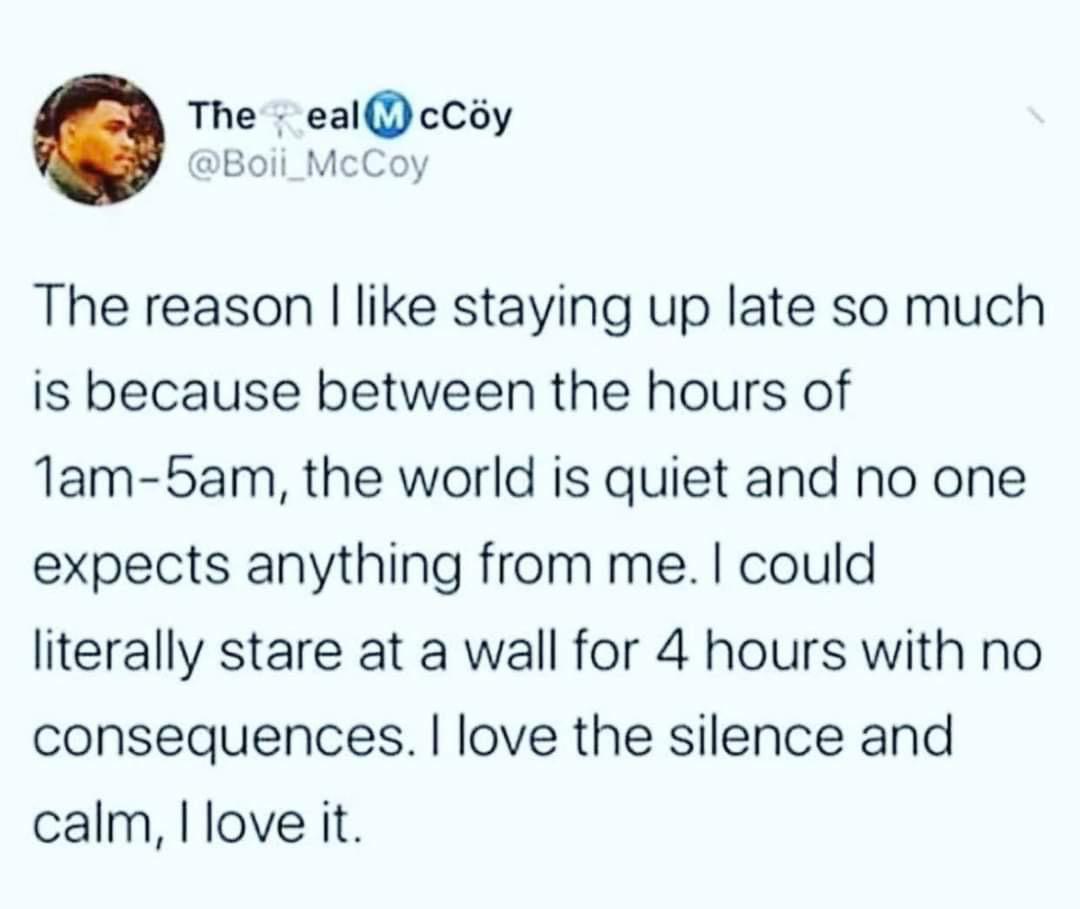 The Real McCöy
@Boii_McCoy
The reason I like staying up late so much
is because between the hours of
1am-5am, the world is quiet and no one
expects anything from me. I could
literally stare at a wall for 4 hours with no
consequences. I love the silence and
calm, I love it.